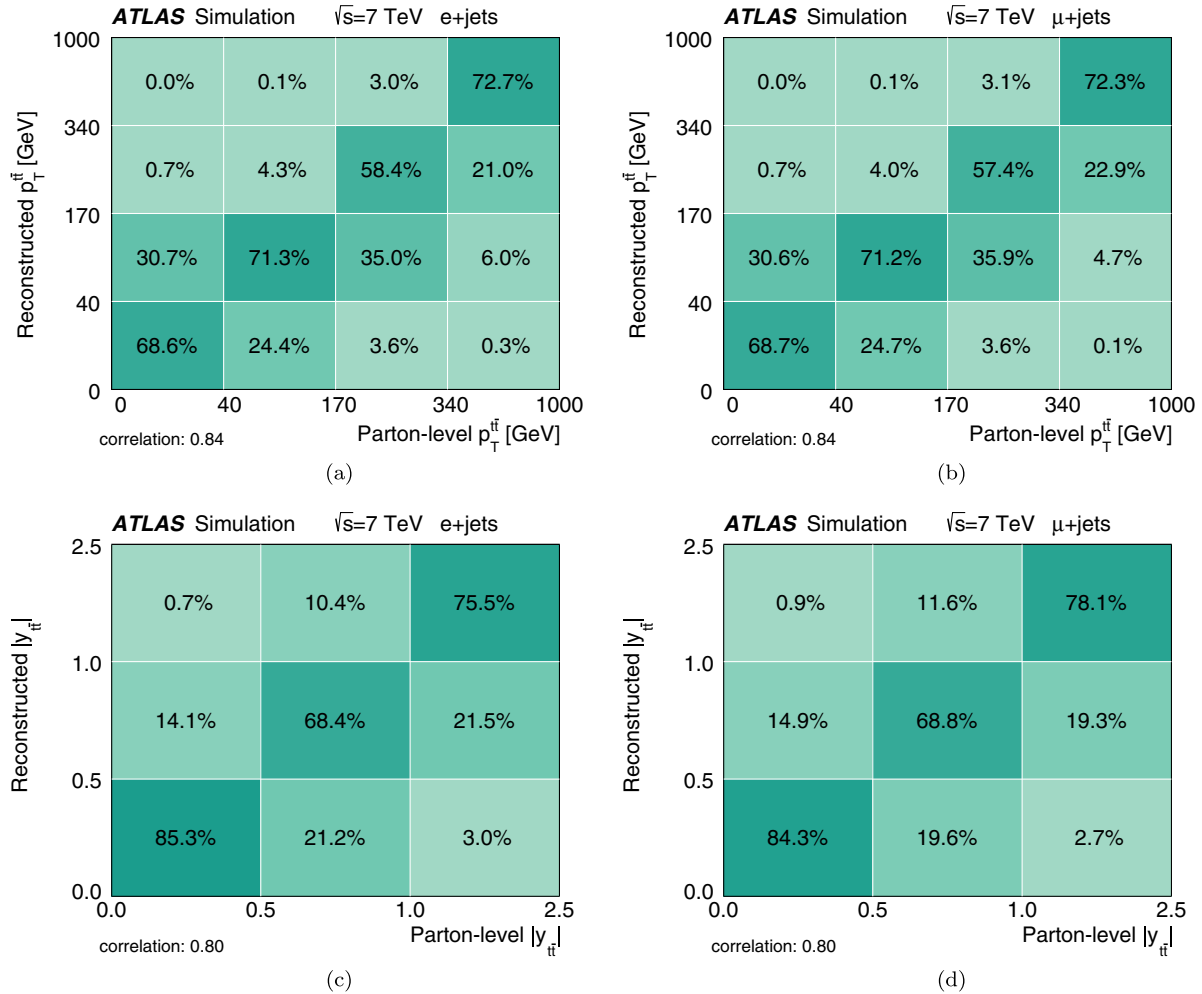 ATLAS Simulation √s=7 TeV e+jets
1000
340
170
40
0
Reconstructed p_T^{tt̄} [GeV]
0.0% 0.1% 3.0% 72.7%
0.7% 4.3% 58.4% 21.0%
30.7% 71.3% 35.0% 6.0%
68.6% 24.4% 3.6% 0.3%
0 40 170 340 1000
correlation: 0.84
Parton-level p_T^{tt̄} [GeV]
(a)
ATLAS Simulation √s=7 TeV μ+jets
1000
340
170
40
0
Reconstructed p_T^{tt̄} [GeV]
0.0% 0.1% 3.1% 72.3%
0.7% 4.0% 57.4% 22.9%
30.6% 71.2% 35.9% 4.7%
68.7% 24.7% 3.6% 0.1%
0 40 170 340 1000
correlation: 0.84
Parton-level p_T^{tt̄} [GeV]
(b)
ATLAS Simulation √s=7 TeV e+jets
2.5
1.0
0.5
0.0
Reconstructed |y_{tt̄}|
0.7% 10.4% 75.5%
14.1% 68.4% 21.5%
85.3% 21.2% 3.0%
0.0 0.5 1.0 2.5
correlation: 0.80
Parton-level |y_{tt̄}|
(c)
ATLAS Simulation √s=7 TeV μ+jets
2.5
1.0
0.5
0.0
Reconstructed |y_{tt̄}|
0.9% 11.6% 78.1%
14.9% 68.8% 19.3%
84.3% 19.6% 2.7%
0.0 0.5 1.0 2.5
correlation: 0.80
Parton-level |y_{tt̄}|
(d)